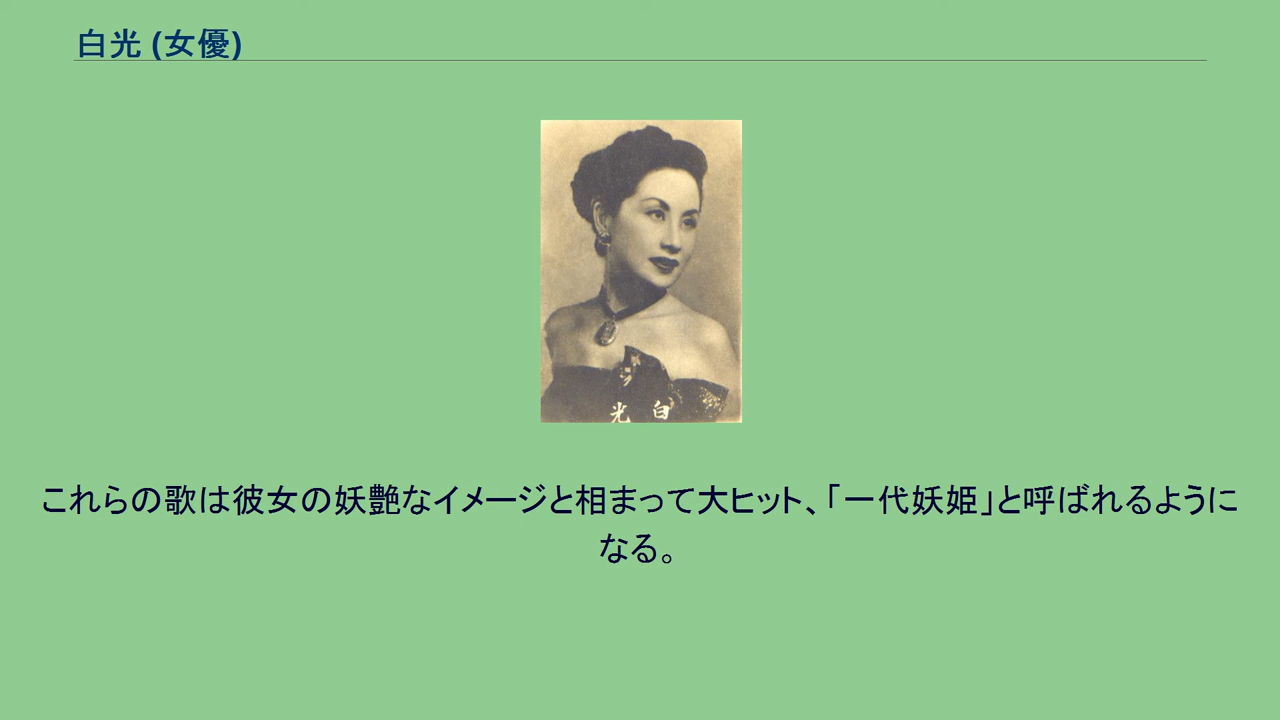 白光 (女優)
光 白
これらの歌は彼女の妖艶なイメージと相まって大ヒット、「一代妖姫」と呼ばれるように
なる。